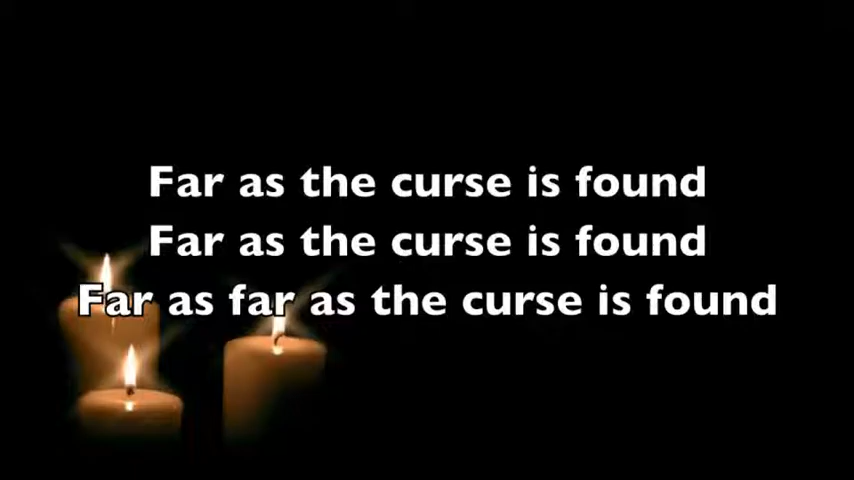 Far as the curse is found
Far as the curse is found
Far as far as the curse is found